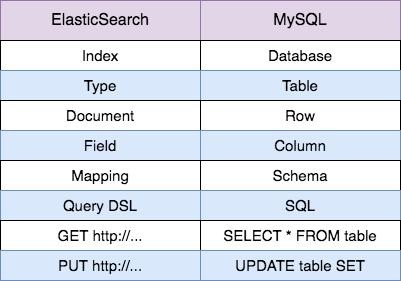 ElasticSearch MySQL
Index Database
Type Table
Document Row
Field Column
Mapping Schema
Query DSL SQL
GET http://... SELECT * FROM table
PUT http://... UPDATE table SET